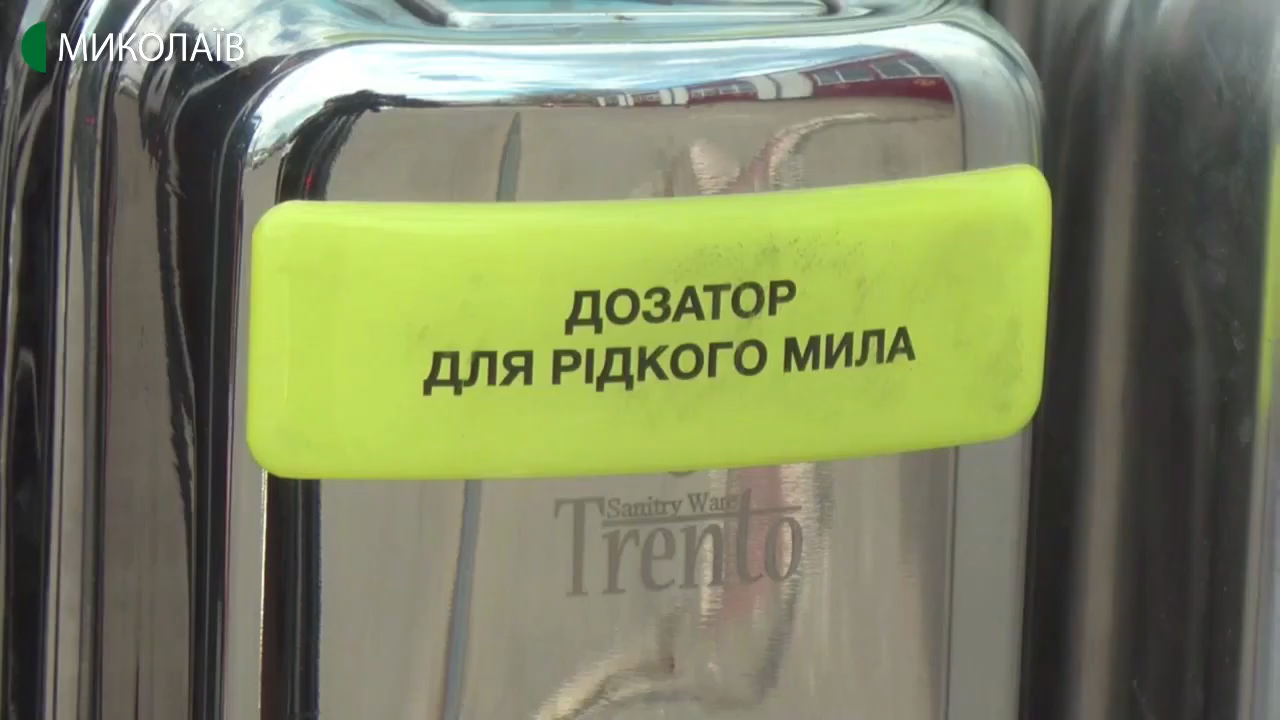 МИКОЛАЇВ
ДОЗАТОР
ДЛЯ РІДКОГО МИЛА
Sanitry Ware
Trento